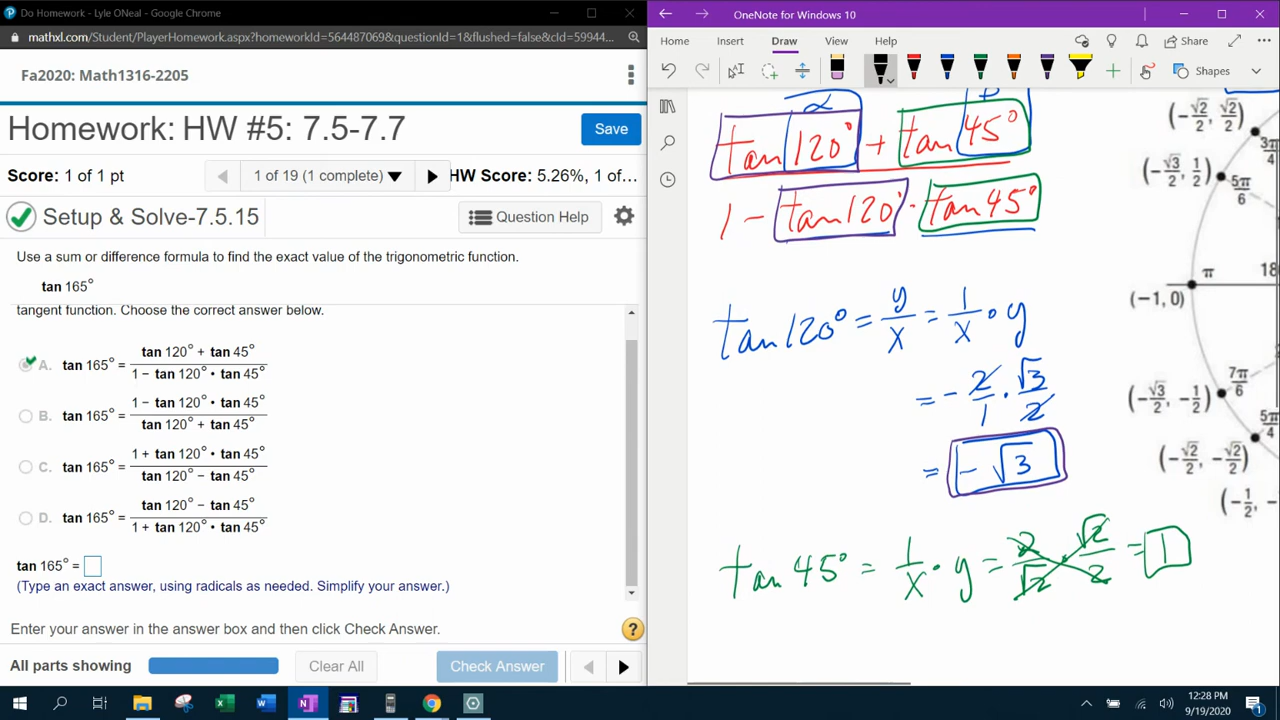 Do Homework - Lyle ONeal - Google Chrome
mathxl.com/Student/PlayerHomework.aspx?homeworkId=564487069&questionId=1&flushed=false&cId=59944...
Fa2020: Math1316-2205
Homework: HW #5: 7.5-7.7
Save
Score: 1 of 1 pt
1 of 19 (1 complete)
HW Score: 5.26%, 1 of...
Setup & Solve-7.5.15
Question Help
Use a sum or difference formula to find the exact value of the trigonometric function.
tan 165°
tangent function. Choose the correct answer below.
A. tan 165° = (tan 120° + tan 45°) / (1 − tan 120° • tan 45°)
B. tan 165° = (1 − tan 120° • tan 45°) / (tan 120° + tan 45°)
C. tan 165° = (1 + tan 120° • tan 45°) / (tan 120° − tan 45°)
D. tan 165° = (tan 120° − tan 45°) / (1 + tan 120° • tan 45°)
tan 165° =
(Type an exact answer, using radicals as needed. Simplify your answer.)
Enter your answer in the answer box and then click Check Answer.
?
All parts showing
Clear All
Check Answer
OneNote for Windows 10
Home Insert Draw View Help
Share
Shapes
α
tan 120° + tan 45°
1 − tan 120° · tan 45°
tan 120° = y/x = 1/x · y
= − 2/1 · √3/2
= − √3
tan 45° = 1/x · y = 2/√2 · √2/2 = 1
(−√2/2, √2/2)
3π/4
(−√3/2, 1/2)
5π/6
π
18
(−1, 0)
7π/6
(−√3/2, −1/2)
5π/4
(−√2/2, −√2/2)
(−1/2, −
12:28 PM
9/19/2020
1